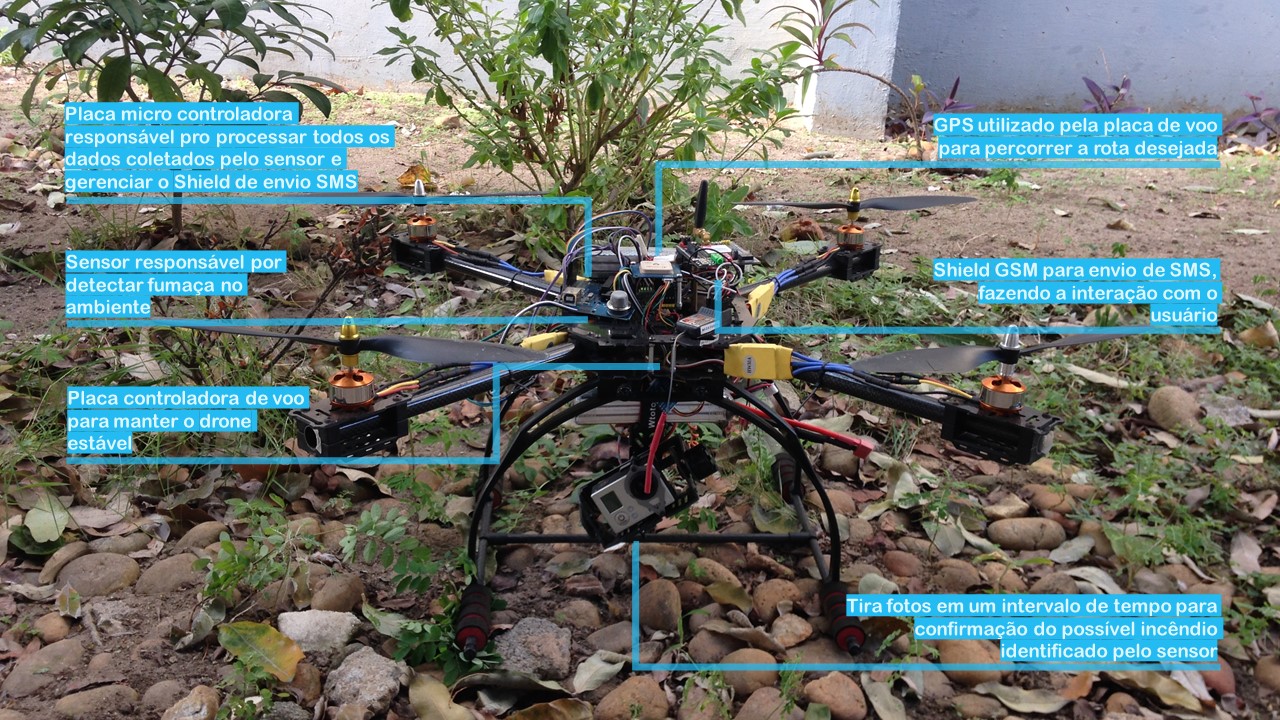 Placa micro controladora
responsável pro processar todos os
dados coletados pelo sensor e
gerenciar o Shield de envio SMS
GPS utilizado pela placa de voo
para percorrer a rota desejada
Sensor responsável por
detectar fumaça no
ambiente
Shield GSM para envio de SMS,
fazendo a interação com o
usuário
Placa controladora de voo
para manter o drone
estável
Tira fotos em um intervalo de tempo para
confirmação do possível incêndio
identificado pelo sensor